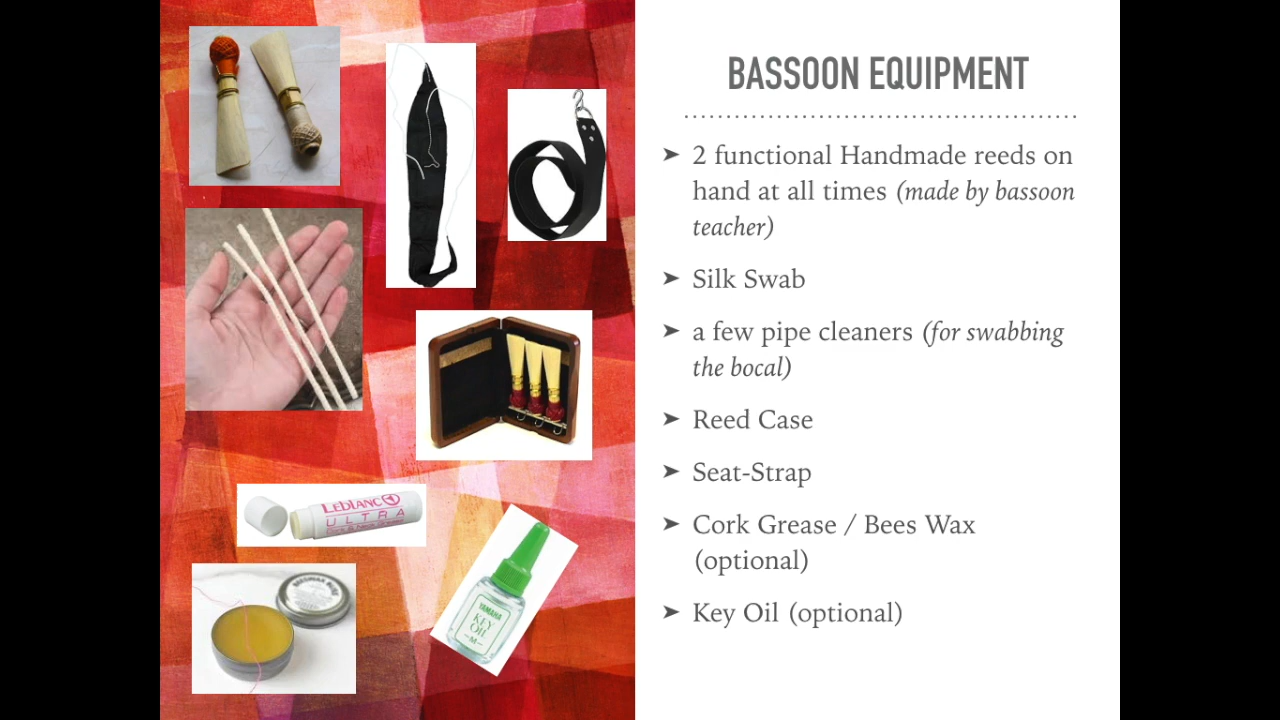 BASSOON EQUIPMENT
➤ 2 functional Handmade reeds on
hand at all times (made by bassoon
teacher)
➤ Silk Swab
➤ a few pipe cleaners (for swabbing
the bocal)
➤ Reed Case
➤ Seat-Strap
➤ Cork Grease / Bees Wax
(optional)
➤ Key Oil (optional)
LEBLANC
ULTRA
YAMAHA
KEY
OIL
-M-